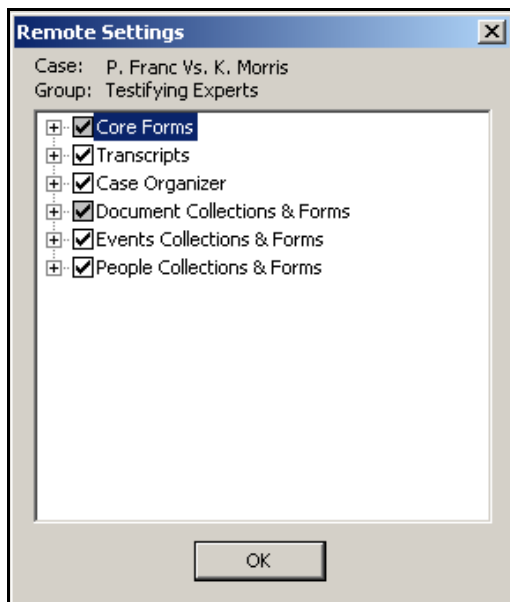 Remote Settings
Case: P. Franc Vs. K. Morris
Group: Testifying Experts
Core Forms
Transcripts
Case Organizer
Document Collections & Forms
Events Collections & Forms
People Collections & Forms
OK